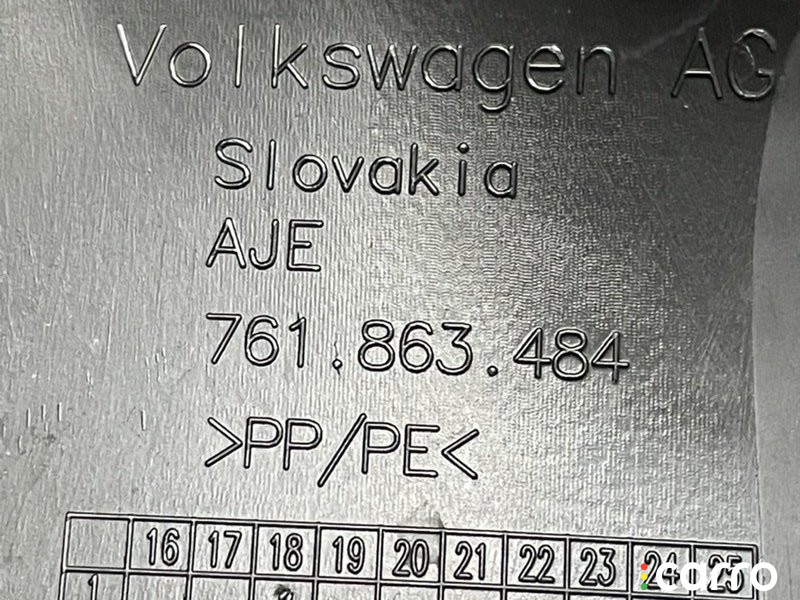 Volkswagen AG
Slovakia
AJE
761.863.484
>PP/PE<
16 17 18 19 20 21 22 23 24 25
1
carro